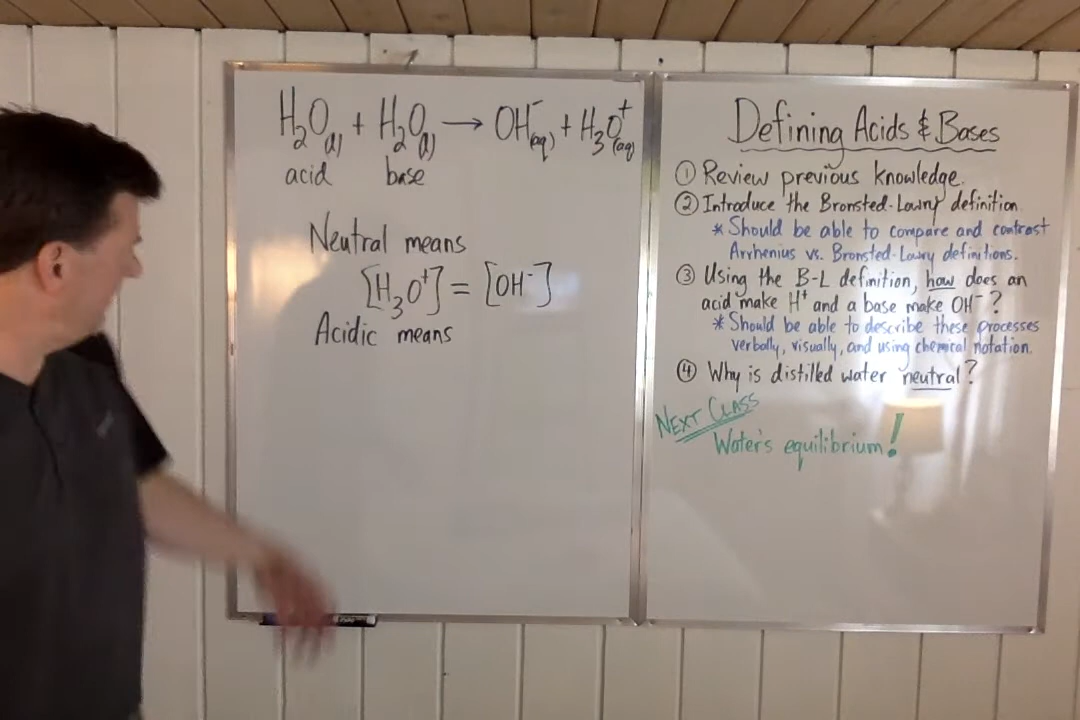 H₂O(l) + H₂O(l) → OH⁻(aq) + H₃O⁺(aq)
acid base
Neutral means
[H₃O⁺] = [OH⁻]
Acidic means
Defining Acids & Bases
① Review previous knowledge.
② Introduce the Bronsted-Lowry definition
* Should be able to compare and contrast
Arrhenius vs. Bronsted-Lowry definitions.
③ Using the B-L definition, how does an
acid make H⁺ and a base make OH⁻?
* Should be able to describe these processes
verbally, visually, and using chemical notation.
④ Why is distilled water neutral?
NEXT CLASS
Water's equilibrium!